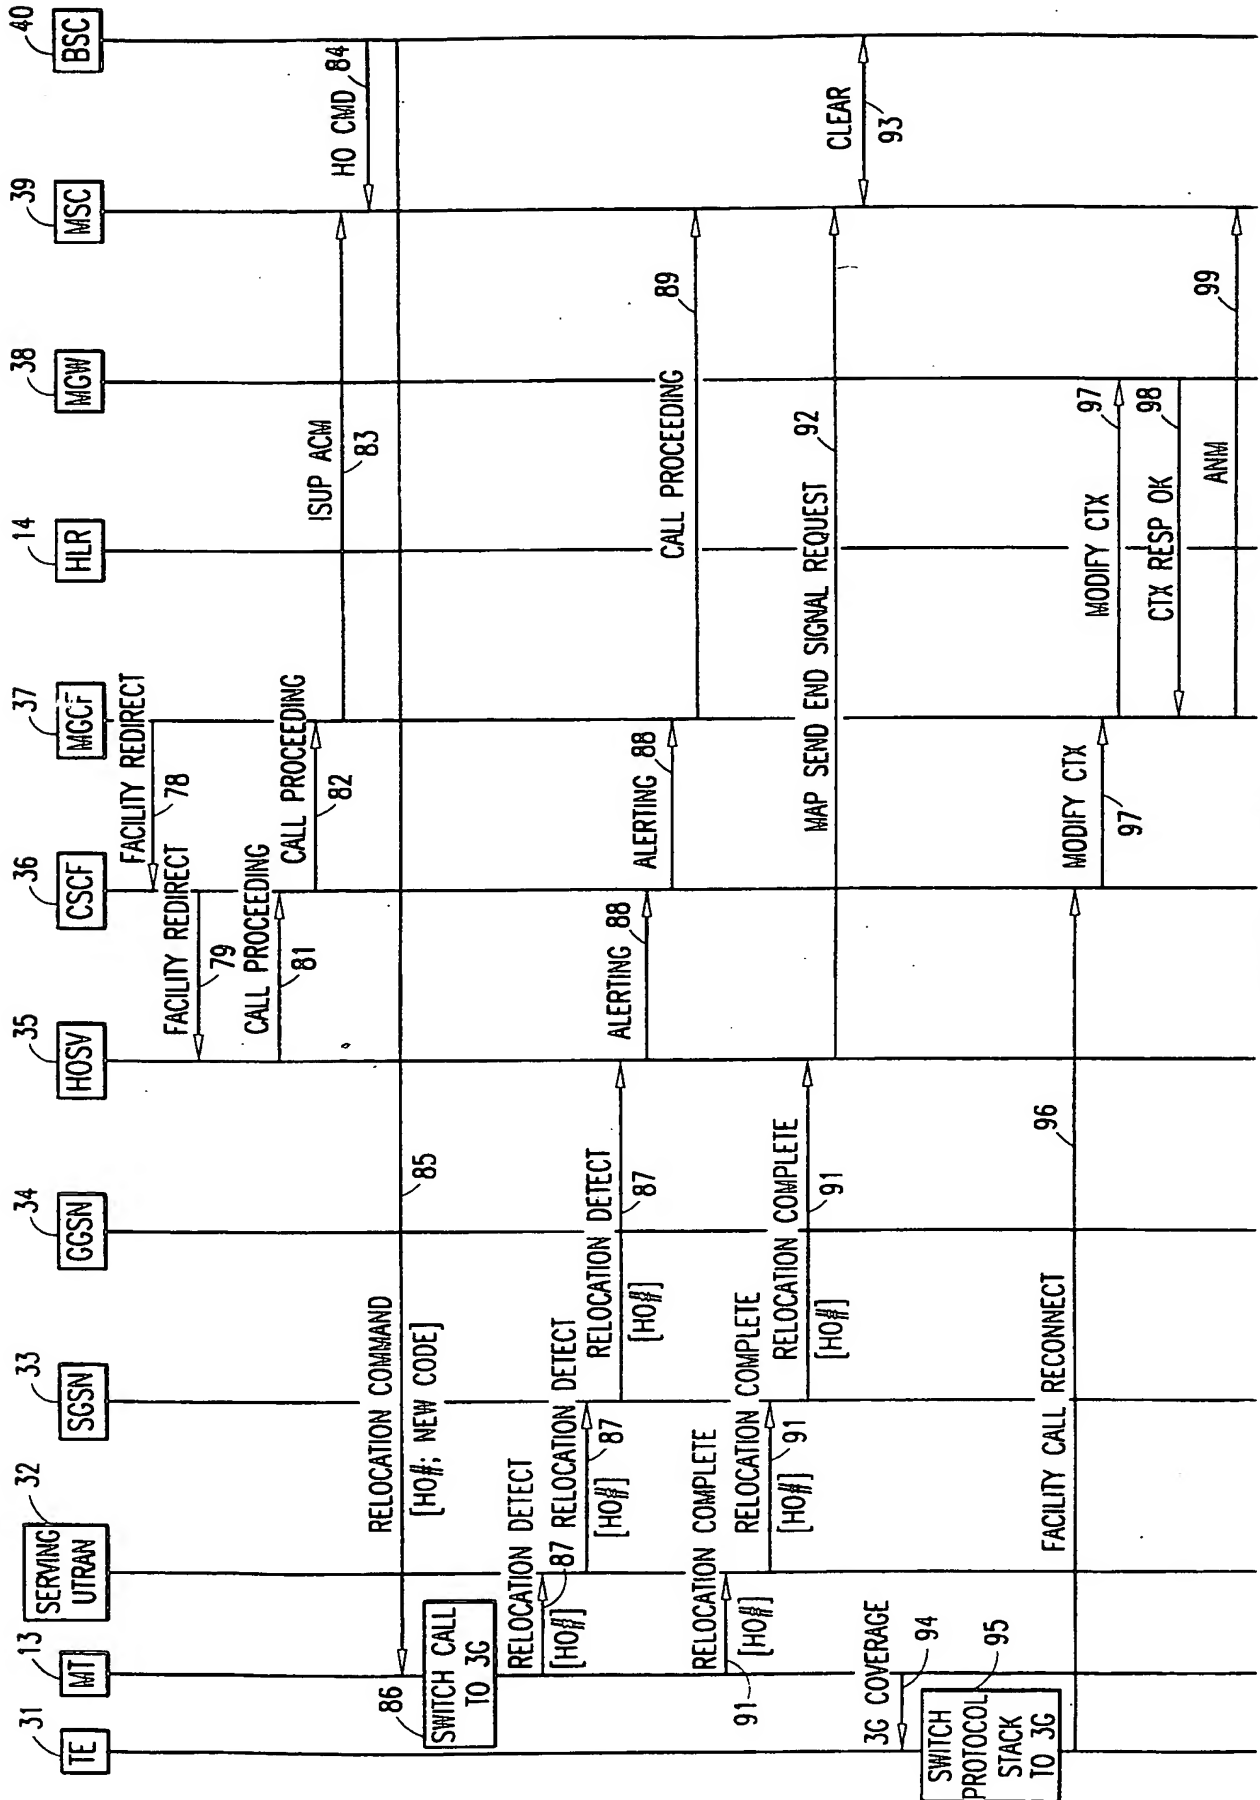 31
TE
13
MT
32
SERVING
UTRAN
33
SGSN
34
GGSN
35
HOSV
36
CSCF
37
MGCF
14
HLR
38
MGW
39
MSC
40
BSC
FACILITY REDIRECT
78
FACILITY REDIRECT
79
CALL PROCEEDING
81
CALL PROCEEDING
82
ISUP ACM
83
HO CMD 84
RELOCATION COMMAND
85
[HO#; NEW CODE]
86
SWITCH CALL
TO 3G
RELOCATION DETECT
87
[HO#]
RELOCATION DETECT
87
[HO#]
RELOCATION DETECT
87
[HO#]
ALERTING 88
ALERTING 88
CALL PROCEEDING
89
RELOCATION COMPLETE
91
[HO#]
RELOCATION COMPLETE
91
[HO#]
RELOCATION COMPLETE
91
[HO#]
MAP SEND END SIGNAL REQUEST
92
CLEAR
93
3G COVERAGE
94
SWITCH
PROTOCOL
STACK
TO 3G
95
FACILITY CALL RECONNECT
96
MODIFY CTX
97
MODIFY CTX
97
CTX RESP OK
98
ANM
99